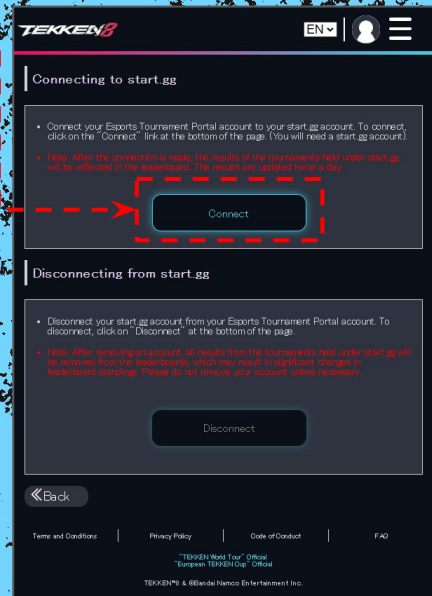 TEKKEN8
EN
Connecting to start.gg
• Connect your Esports Tournament Portal account to your start.gg account. To connect,
click on the "Connect" link at the bottom of the page. (You will need a start.gg account).
• Note: After the connection is made, the results of the tournaments held under start.gg
will be reflected in the leaderboard. The results are updated twice a day.
Connect
Disconnecting from start.gg
• Disconnect your start.gg account from your Esports Tournament Portal account. To
disconnect, click on "Disconnect" at the bottom of the page.
• Note: After removing an account, all results from the tournaments held under start.gg will
be removed from the leaderboards, which may result in significant changes in
leaderboard standings. Please do not remove your account unless necessary.
Disconnect
≪Back
Terms and Conditions | Privacy Policy | Code of Conduct | FAQ
"TEKKEN World Tour" Official
"European TEKKEN Cup" Official
TEKKEN™8 & ©Bandai Namco Entertainment Inc.